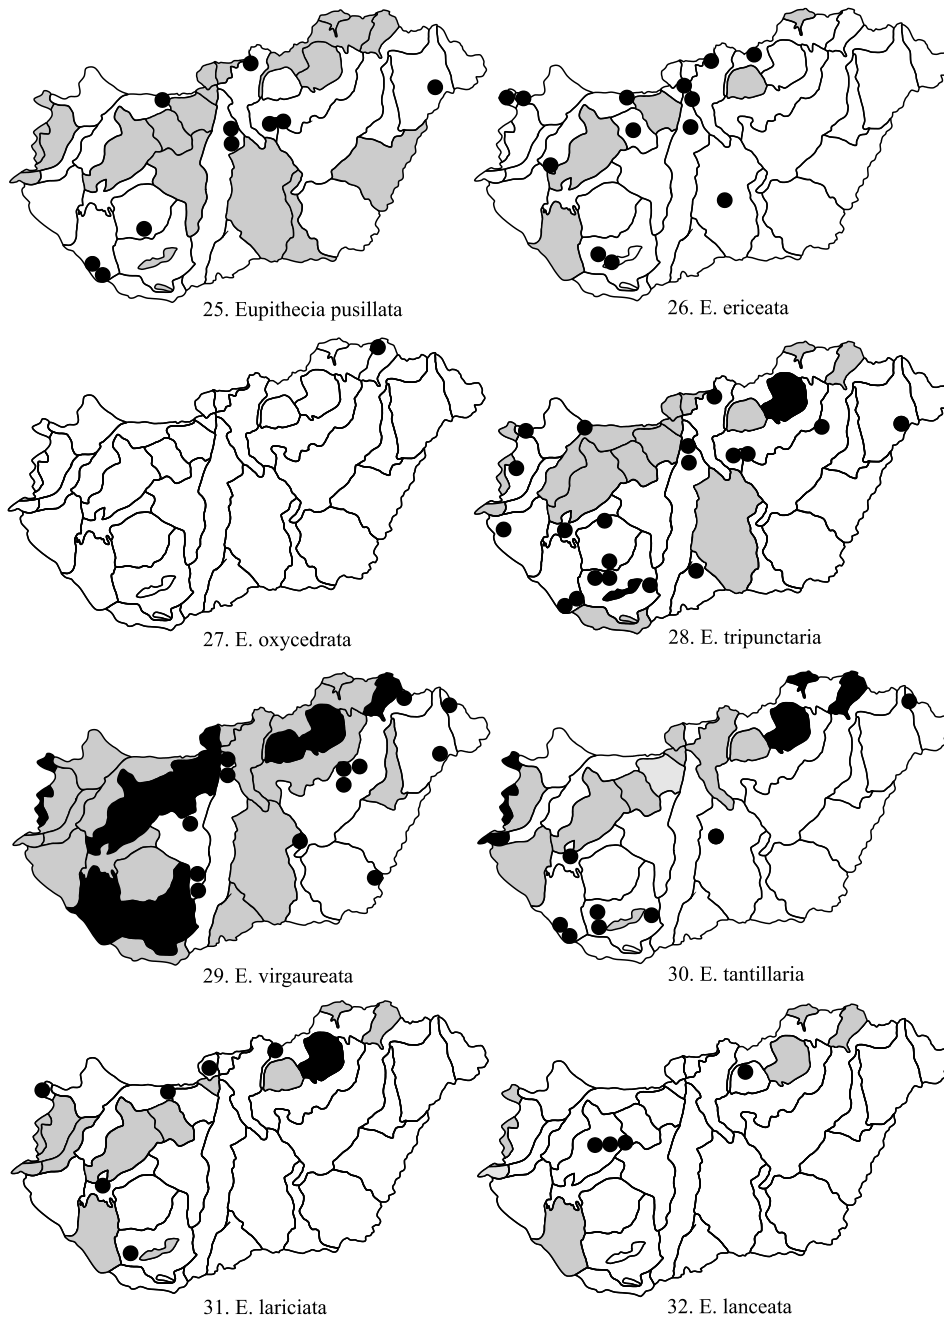 25. Eupithecia pusillata
26. E. ericeata
27. E. oxycedrata
28. E. tripunctaria
29. E. virgaureata
30. E. tantillaria
31. E. lariciata
32. E. lanceata